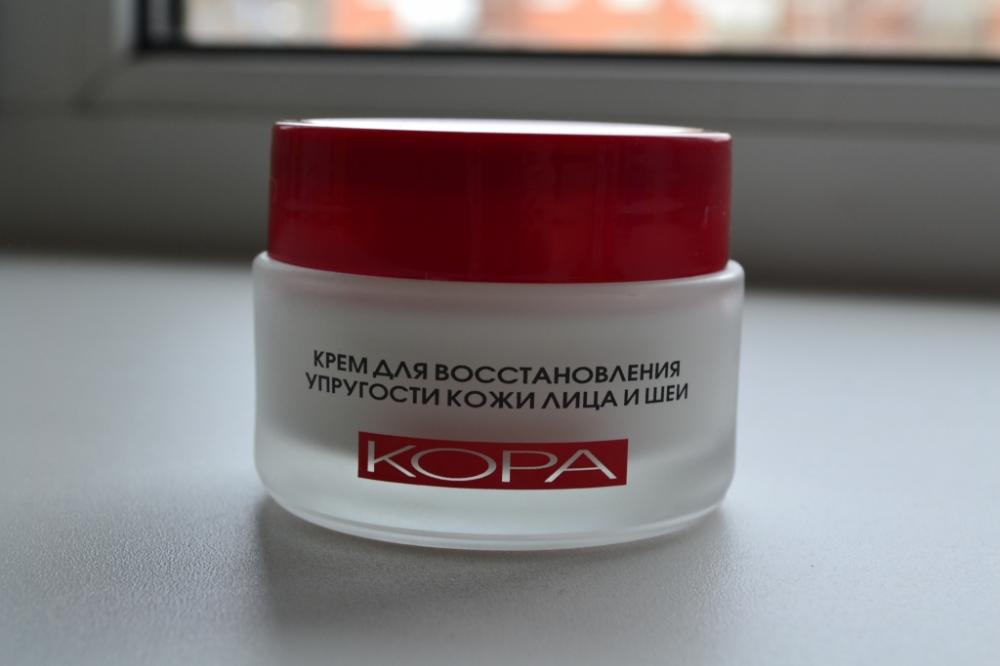 КРЕМ ДЛЯ ВОССТАНОВЛЕНИЯ
УПРУГОСТИ КОЖИ ЛИЦА И ШЕИ
КОРА